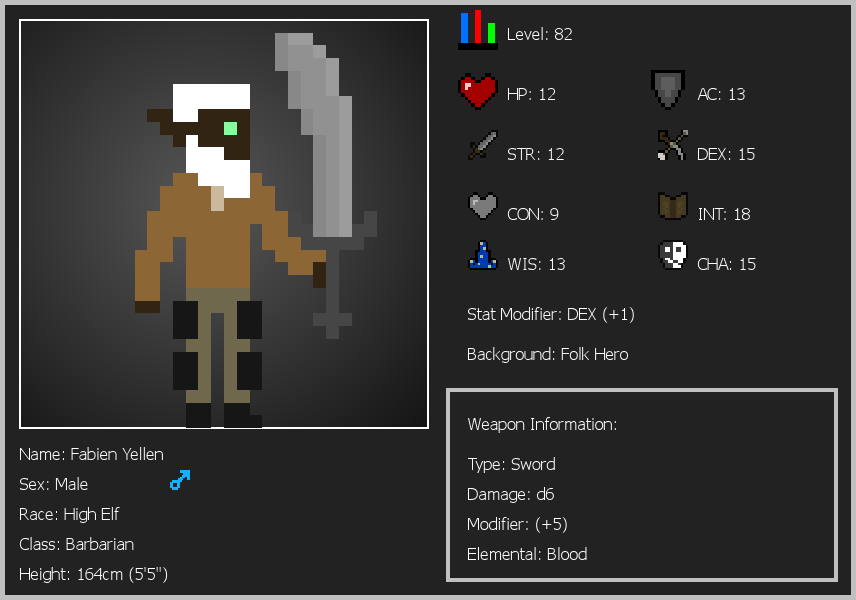 Level: 82
HP: 12
AC: 13
STR: 12
DEX: 15
CON: 9
INT: 18
WIS: 13
CHA: 15
Stat Modifier: DEX (+1)
Background: Folk Hero
Weapon Information:
Type: Sword
Damage: d6
Modifier: (+5)
Elemental: Blood
Name: Fabien Yellen
Sex: Male
Race: High Elf
Class: Barbarian
Height: 164cm (5'5")